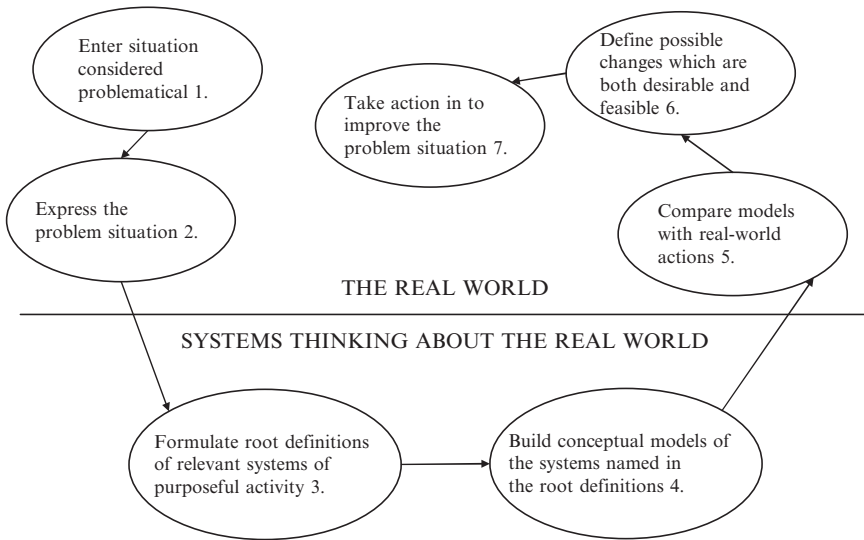 Enter situation
considered
problematical 1.
Express the
problem situation 2.
Formulate root definitions
of relevant systems of
purposeful activity 3.
Build conceptual models of
the systems named in
the root definitions 4.
Compare models
with real-world
actions 5.
Define possible
changes which are
both desirable and
feasible 6.
Take action in to
improve the
problem situation 7.
THE REAL WORLD
SYSTEMS THINKING ABOUT THE REAL WORLD